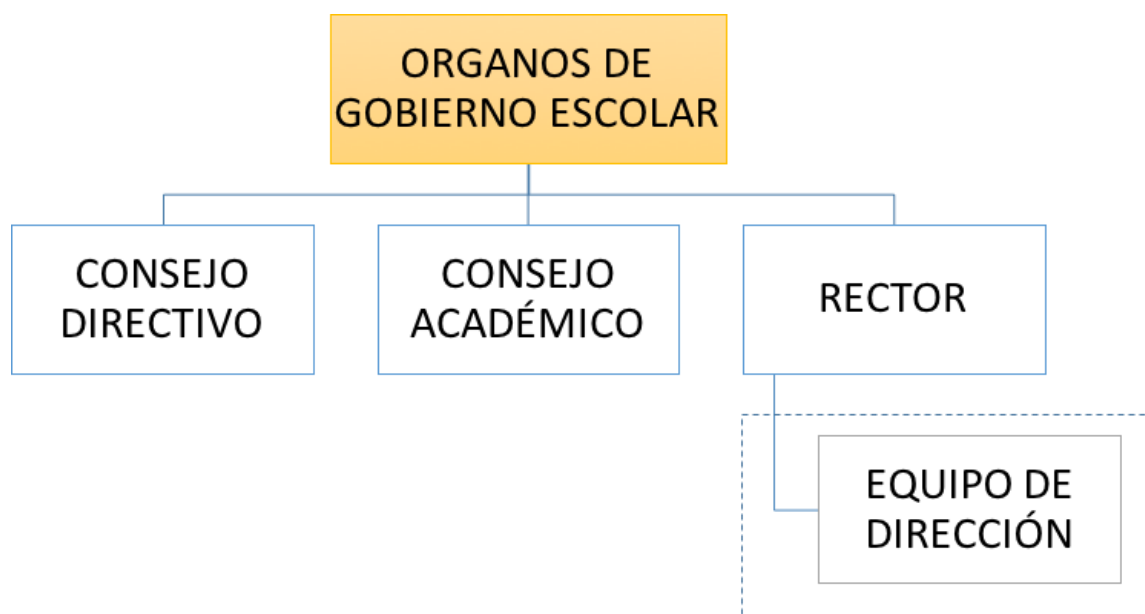 ORGANOS DE
GOBIERNO ESCOLAR
CONSEJO
DIRECTIVO
CONSEJO
ACADÉMICO
RECTOR
EQUIPO DE
DIRECCIÓN